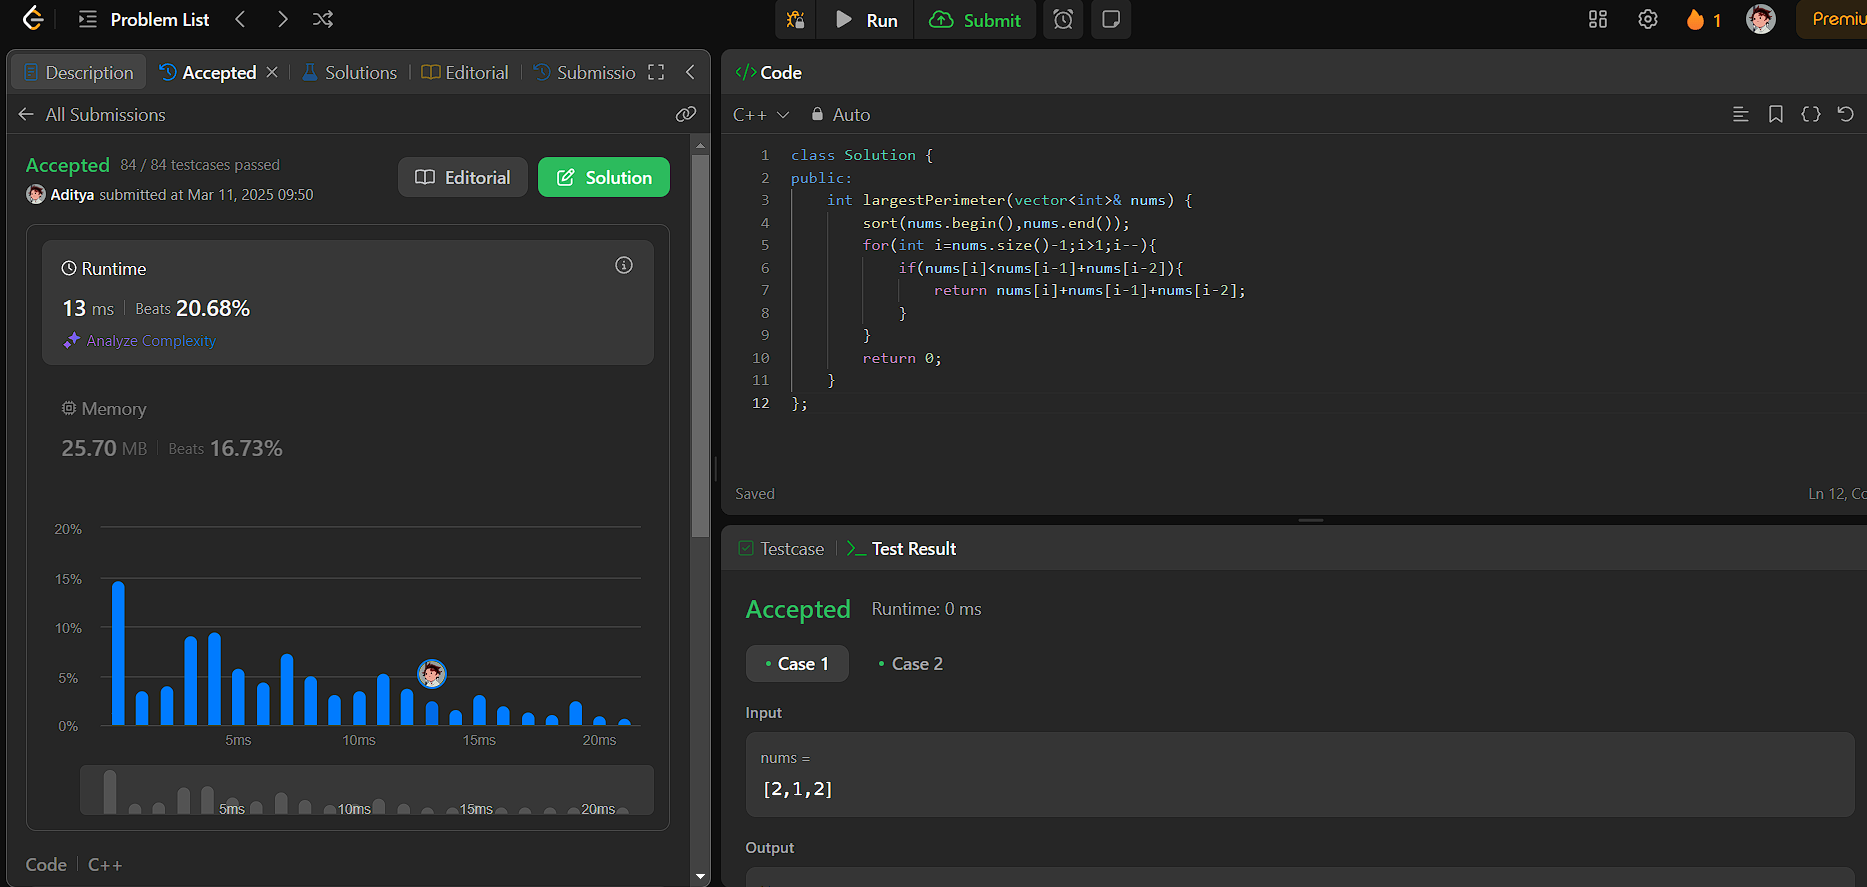 Problem List
Run
Submit
1
Premiu
Description
Accepted
Solutions
Editorial
Submissio
All Submissions
Accepted 84 / 84 testcases passed
Aditya submitted at Mar 11, 2025 09:50
Editorial
Solution
Runtime
13 ms | Beats 20.68%
Analyze Complexity
Memory
25.70 MB | Beats 16.73%
20%
15%
10%
5%
0%
5ms 10ms 15ms 20ms
5ms 10ms 15ms 20ms
Code | C++
</> Code
C++
Auto
1 class Solution {
2 public:
3     int largestPerimeter(vector<int>& nums) {
4         sort(nums.begin(),nums.end());
5         for(int i=nums.size()-1;i>1;i--){
6             if(nums[i]<nums[i-1]+nums[i-2]){
7                 return nums[i]+nums[i-1]+nums[i-2];
8             }
9         }
10         return 0;
11     }
12 };
Saved
Ln 12, Co
Testcase
Test Result
Accepted Runtime: 0 ms
• Case 1
• Case 2
Input
nums =
[2,1,2]
Output